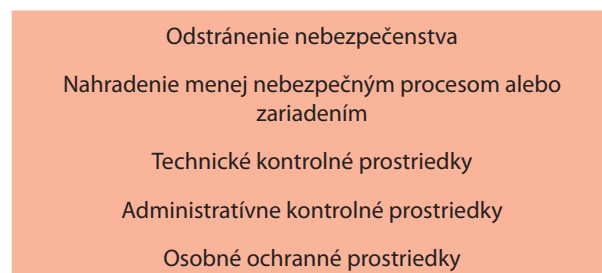 Odstránenie nebezpečenstva
Nahradenie menej nebezpečným procesom alebo
zariadením
Technické kontrolné prostriedky
Administratívne kontrolné prostriedky
Osobné ochranné prostriedky